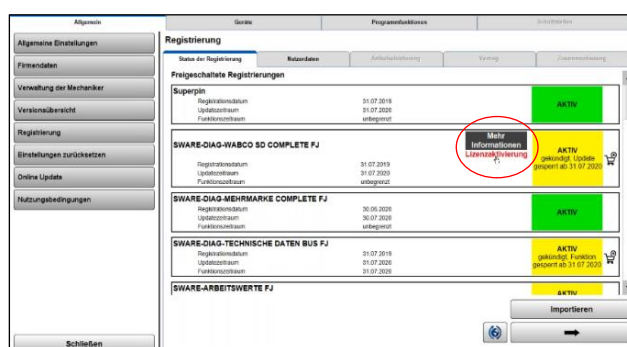 Allgemein
Geräte
Programmfunktionen
Schnittstellen
Allgemeine Einstellungen
Firmendaten
Verwaltung der Mechaniker
Versionsübersicht
Registrierung
Einstellungen zurücksetzen
Online Update
Nutzungsbedingungen
Schließen
Registrierung
Status der Registrierung
Nutzerdaten
Artikelselektierung
Vertrag
Zusammenfassung
Freigeschaltete Registrierungen
Superpin
Registrationsdatum 31.07.2019
Updatezeitraum 31.07.2020
Funktionszeitraum unbegrenzt
AKTIV
SWARE-DIAG-WABCO SD COMPLETE FJ
Registrationsdatum 31.07.2019
Updatezeitraum 31.07.2020
Funktionszeitraum unbegrenzt
Mehr
Informationen
Lizenzaktivierung
AKTIV
gekündigt, Update
gesperrt ab 31.07.2020
SWARE-DIAG-MEHRMARKE COMPLETE FJ
Registrationsdatum 30.06.2020
Updatezeitraum 30.07.2020
Funktionszeitraum unbegrenzt
AKTIV
SWARE-DIAG-TECHNISCHE DATEN BUS FJ
Registrationsdatum 31.07.2019
Updatezeitraum 31.07.2020
Funktionszeitraum 31.07.2020
AKTIV
gekündigt, Funktion
gesperrt ab 31.07.2020
SWARE-ARBEITSWERTE FJ
AKTIV
Importieren